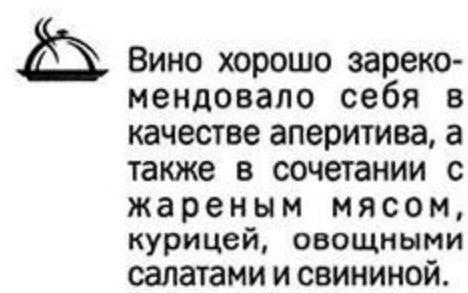 Вино хорошо зареко-
мендовало себя в
качестве аперитива, а
также в сочетании с
жареным мясом,
курицей, овощными
салатами и свининой.